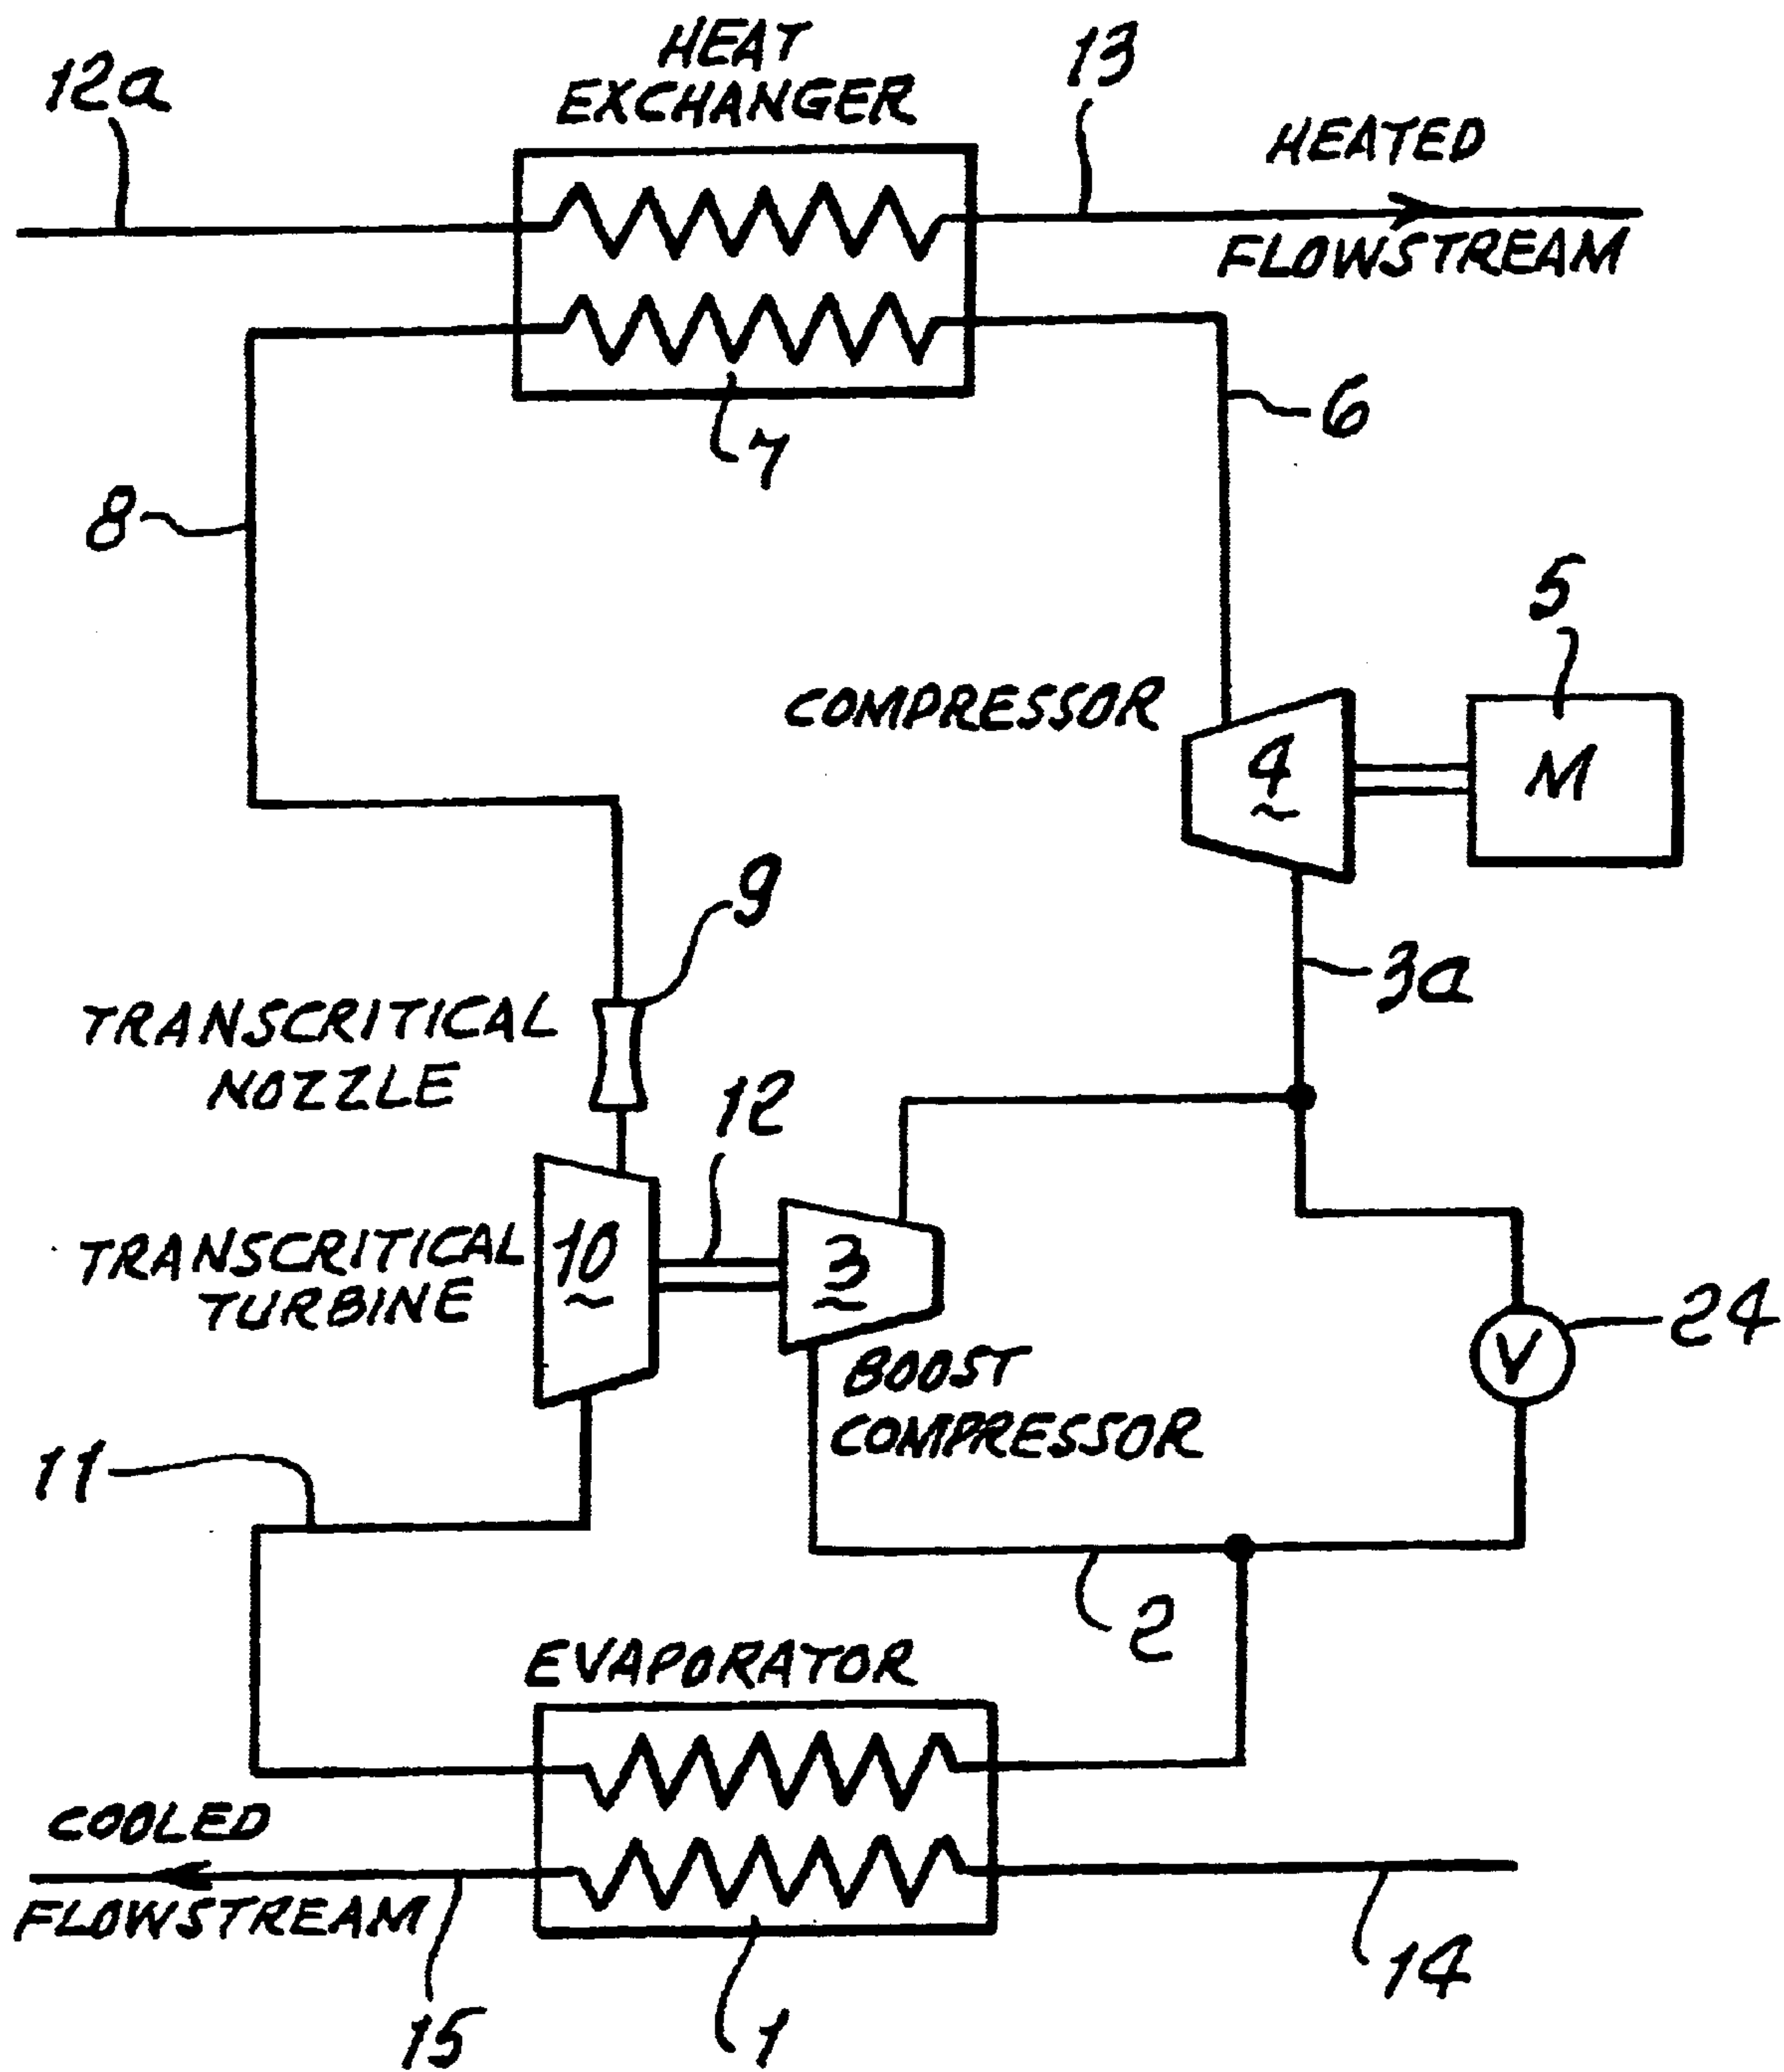 12a
HEAT
EXCHANGER
13
HEATED
FLOWSTREAM
7
6
8
5
COMPRESSOR
4
M
9
3a
TRANSCRITICAL
NOZZLE
12
TRANSCRITICAL
TURBINE
10
3
24
V
BOOST
COMPRESSOR
11
2
EVAPORATOR
COOLED
FLOWSTREAM
14
15
1